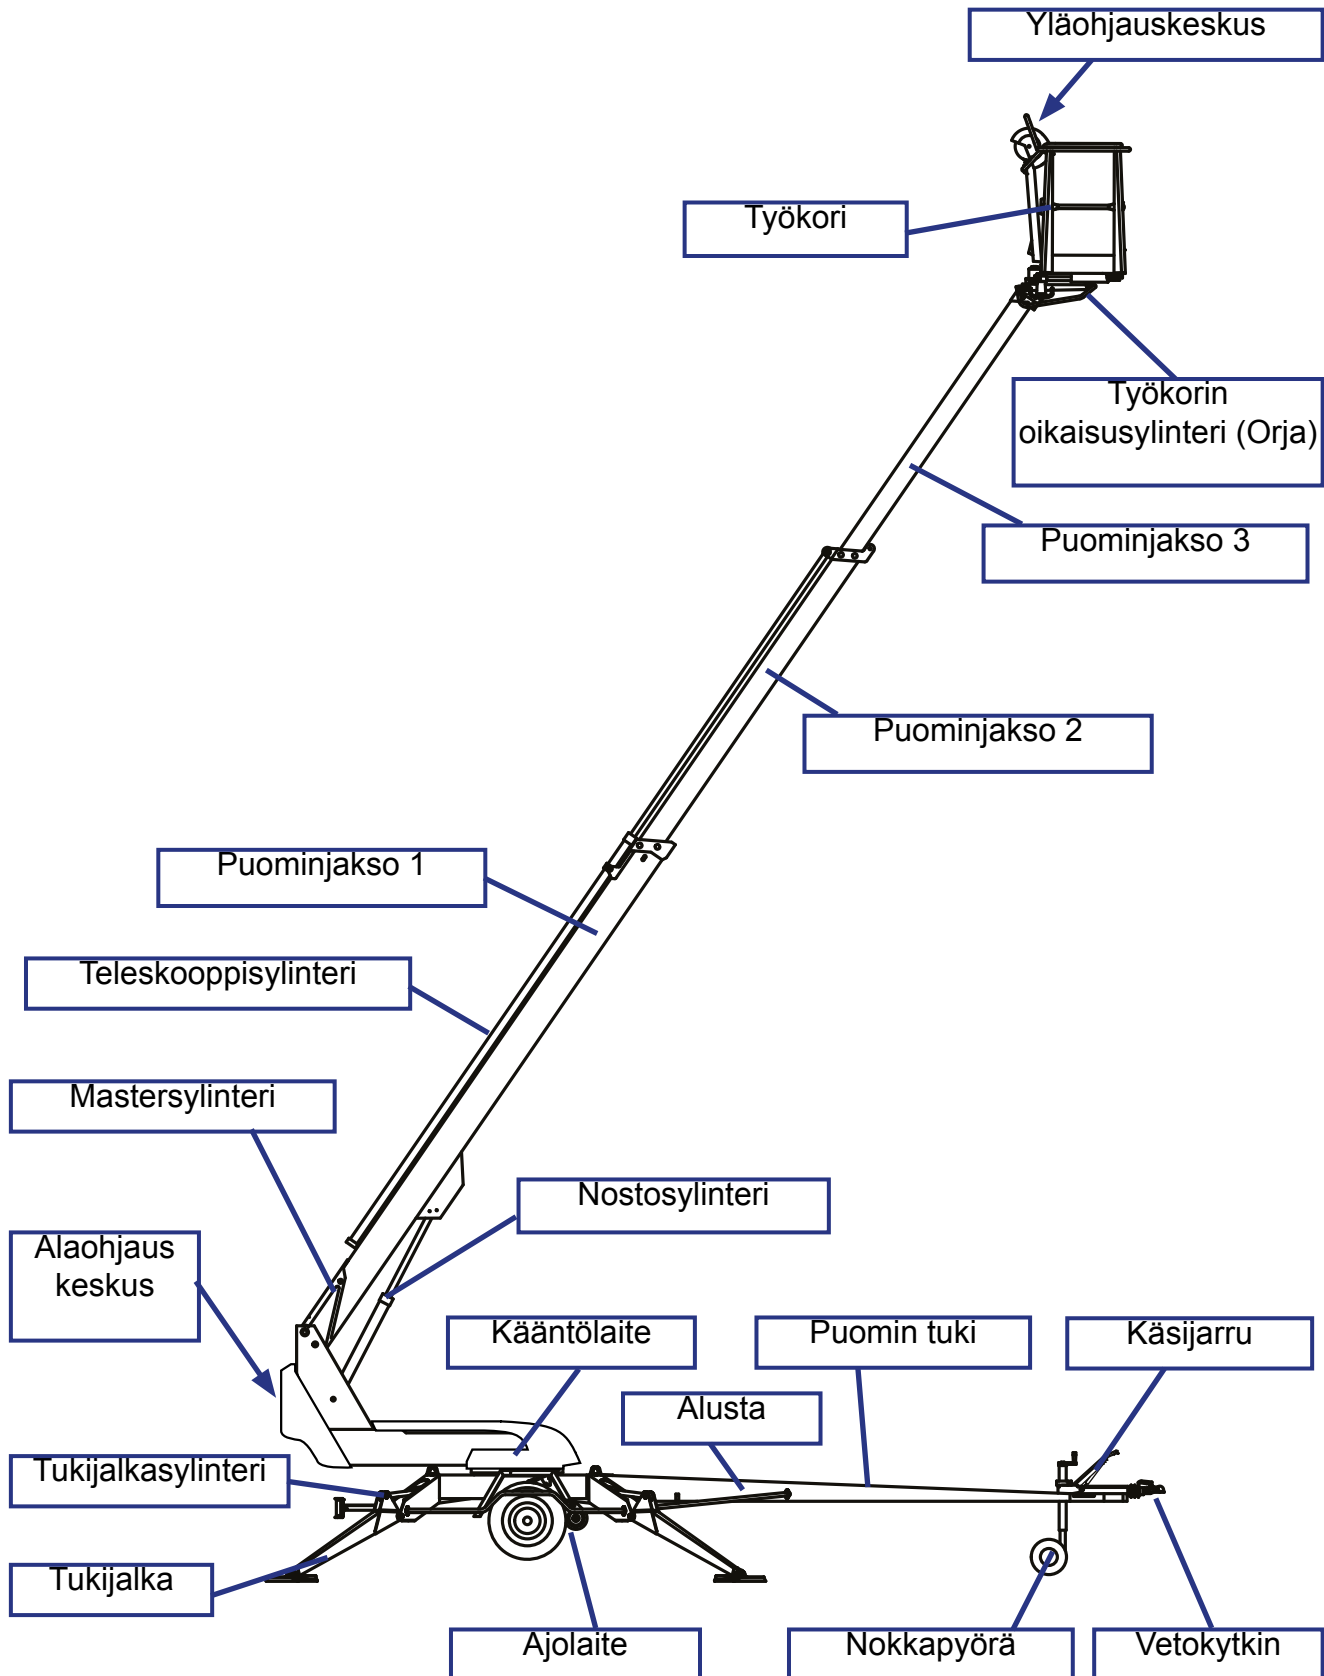 Yläohjauskeskus
Työkori
Työkorin
oikaisusylinteri (Orja)
Puominjakso 3
Puominjakso 2
Puominjakso 1
Teleskooppisylinteri
Mastersylinteri
Nostosylinteri
Alaohjaus
keskus
Kääntölaite
Puomin tuki
Käsijarru
Alusta
Tukijalkasylinteri
Tukijalka
Ajolaite
Nokkapyörä
Vetokytkin